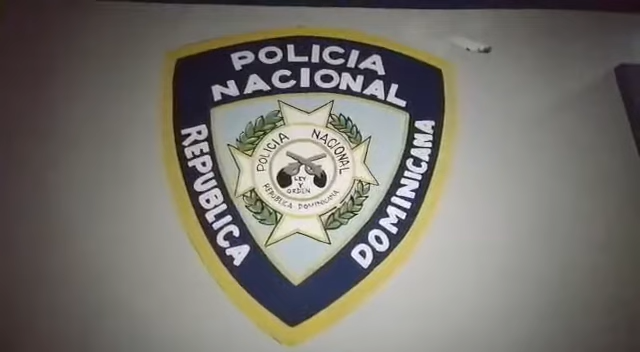 POLICIA
NACIONAL
REPUBLICA
DOMINICANA
POLICIA NACIONAL
LEY
Y
ORDEN
REPUBLICA DOMINICANA